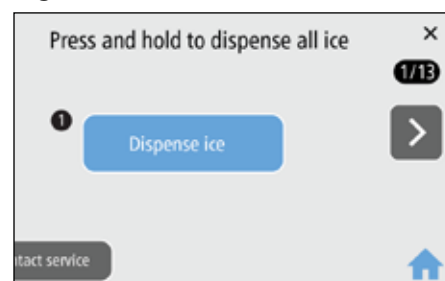 Press and hold to dispense all ice
×
1/13
1
Dispense ice
>
tact service